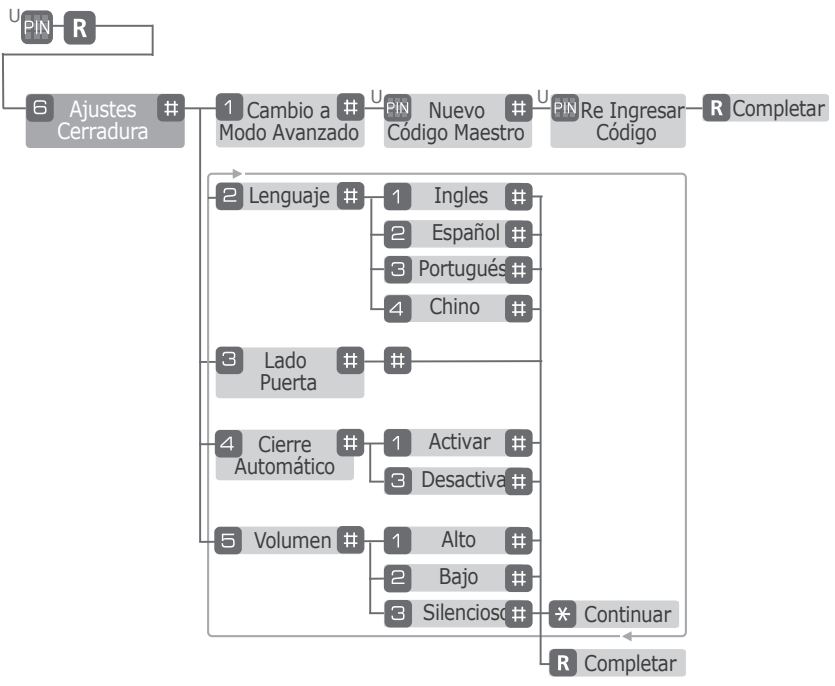 U PIN R
6 Ajustes Cerradura #
1 Cambio a Modo Avanzado #
U PIN Nuevo Código Maestro #
U PIN Re Ingresar Código
R Completar
2 Lenguaje #
1 Ingles #
2 Español #
3 Portugués #
4 Chino #
3 Lado Puerta # #
4 Cierre Automático #
1 Activar #
3 Desactiva #
5 Volumen #
1 Alto #
2 Bajo #
3 Silencioso #
* Continuar
R Completar